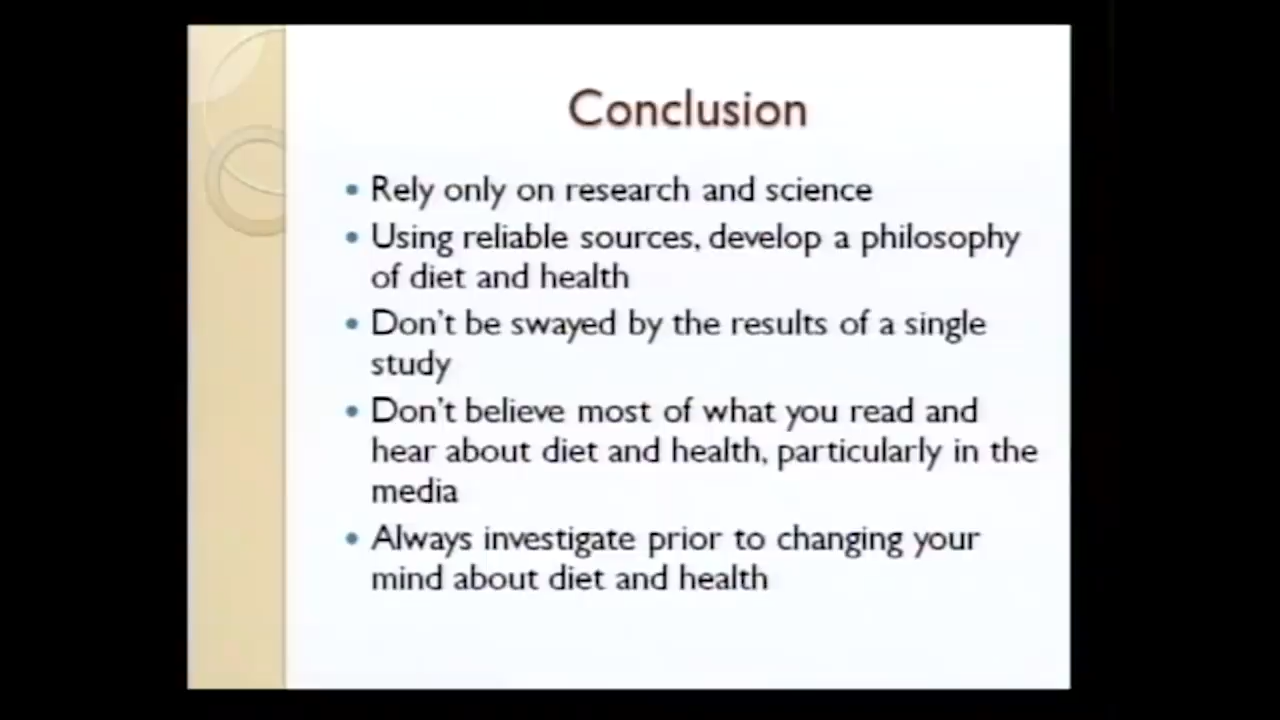 Conclusion
• Rely only on research and science
• Using reliable sources, develop a philosophy
of diet and health
• Don't be swayed by the results of a single
study
• Don't believe most of what you read and
hear about diet and health, particularly in the
media
• Always investigate prior to changing your
mind about diet and health